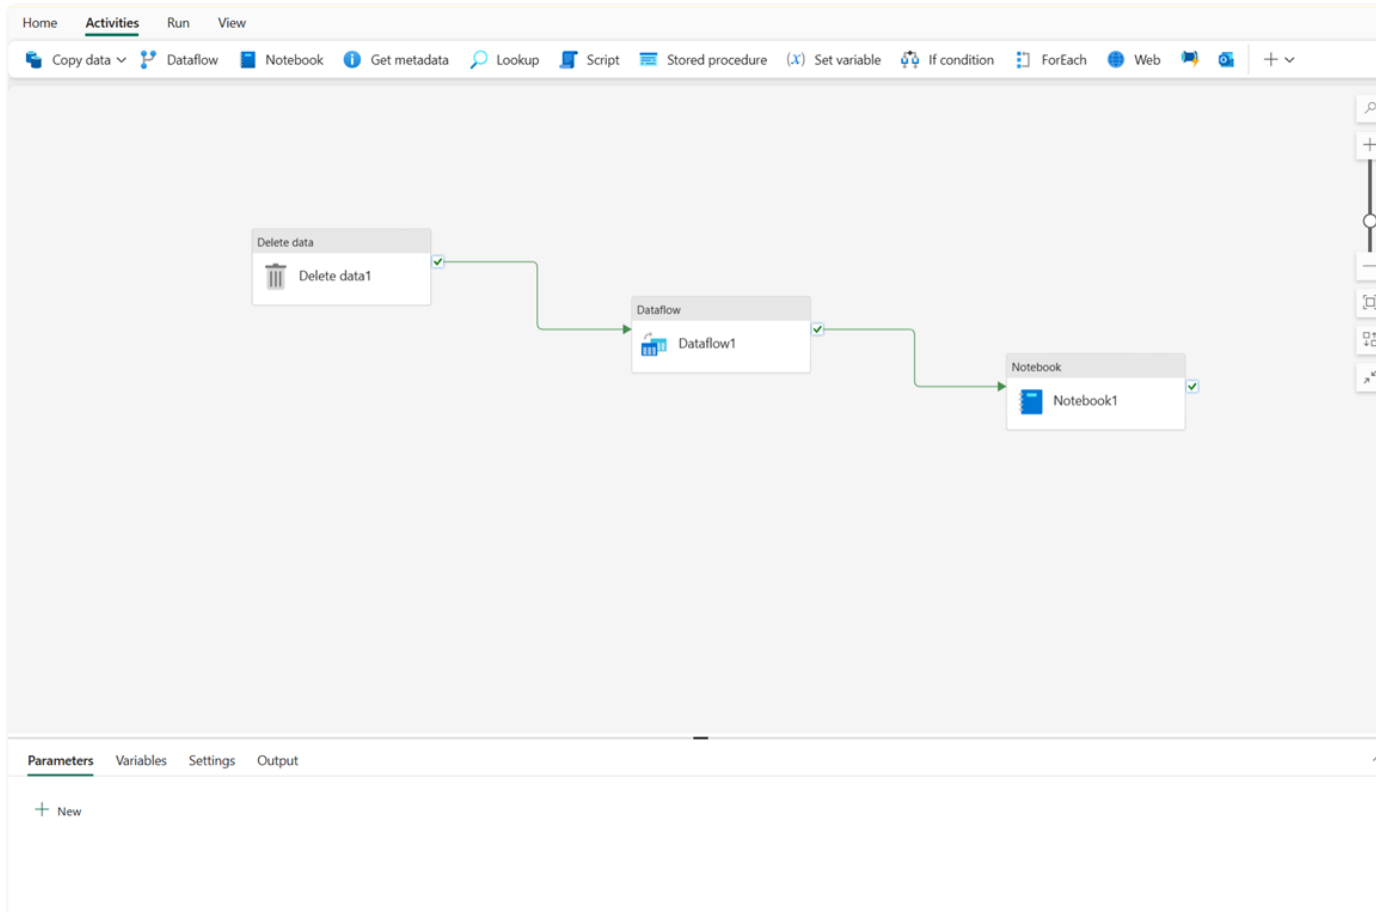 Home Activities Run View
Copy data Dataflow Notebook Get metadata Lookup Script Stored procedure (x) Set variable If condition ForEach Web
Delete data
Delete data1
Dataflow
Dataflow1
Notebook
Notebook1
Parameters Variables Settings Output
New